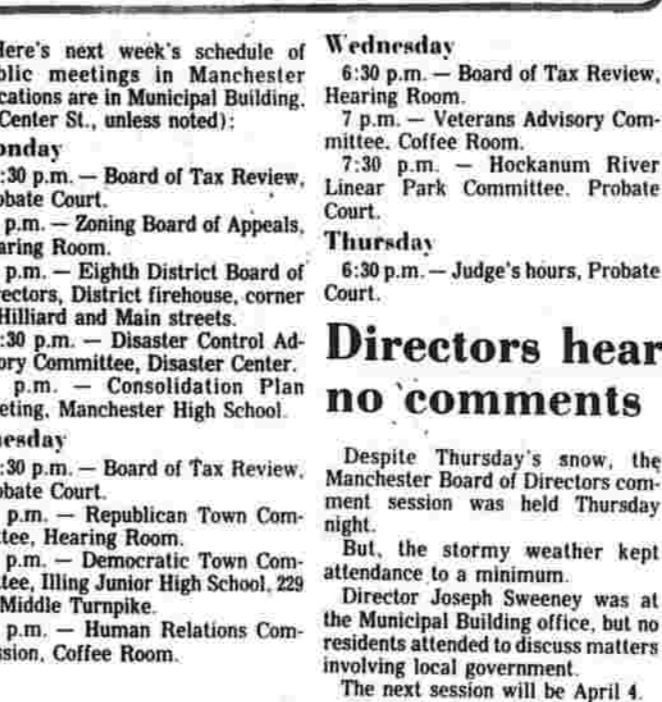 Here's next week's schedule of
blic meetings in Manchester
cations are in Municipal Building,
Center St., unless noted):
onday
:30 p.m. — Board of Tax Review,
obate Court.
p.m. — Zoning Board of Appeals,
aring Room.
p.m. — Eighth District Board of
rectors, District firehouse, corner
Hilliard and Main streets.
:30 p.m. — Disaster Control Ad-
ory Committee, Disaster Center.
p.m. — Consolidation Plan
eting, Manchester High School.
esday
:30 p.m. — Board of Tax Review,
obate Court.
p.m. — Republican Town Com-
tee, Hearing Room.
p.m. — Democratic Town Com-
tee, Illing Junior High School, 229
Middle Turnpike.
p.m. — Human Relations Com-
ssion, Coffee Room.
Wednesday
6:30 p.m. — Board of Tax Review,
Hearing Room.
7 p.m. — Veterans Advisory Com-
mittee, Coffee Room.
7:30 p.m. — Hockanum River
Linear Park Committee, Probate
Court.
Thursday
6:30 p.m. — Judge's hours, Probate
Court.
Directors hear
no comments
Despite Thursday's snow, the
Manchester Board of Directors com-
ment session was held Thursday
night.
But, the stormy weather kept
attendance to a minimum.
Director Joseph Sweeney was at
the Municipal Building office, but no
residents attended to discuss matters
involving local government.
The next session will be April 4.